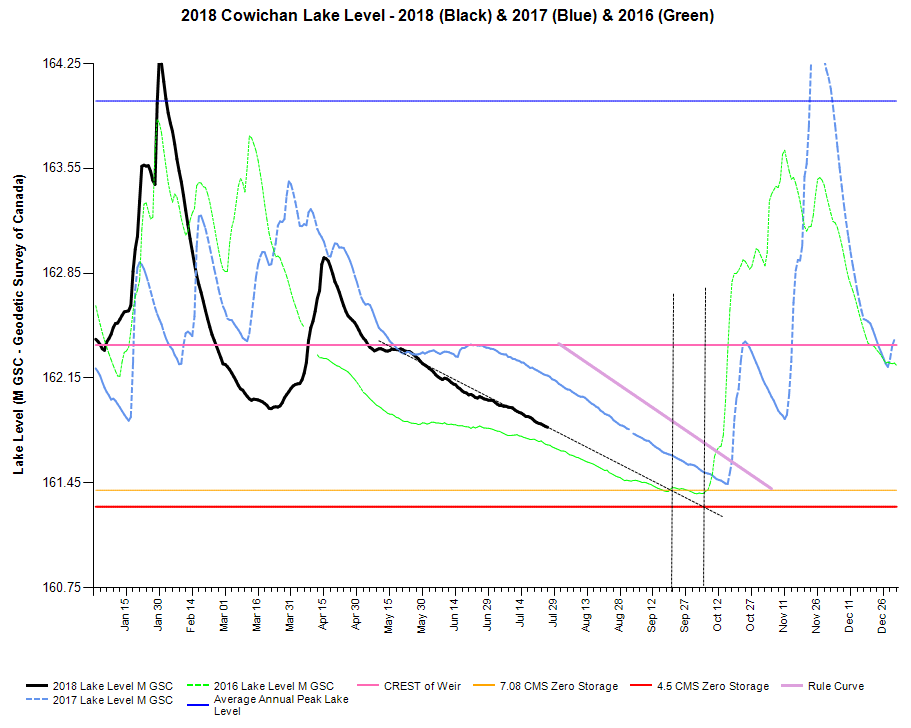 2018 Cowichan Lake Level - 2018 (Black) & 2017 (Blue) & 2016 (Green)
Lake Level (M GSC - Geodetic Survey of Canada)
164.25
163.55
162.85
162.15
161.45
160.75
Jan 15
Jan 30
Feb 14
Mar 01
Mar 16
Mar 31
Apr 15
Apr 30
May 15
May 30
Jun 14
Jun 29
Jul 14
Jul 29
Aug 13
Aug 28
Sep 12
Sep 27
Oct 12
Oct 27
Nov 11
Nov 26
Dec 11
Dec 26
2018 Lake Level M GSC
2016 Lake Level M GSC
CREST of Weir
7.08 CMS Zero Storage
4.5 CMS Zero Storage
Rule Curve
2017 Lake Level M GSC
Average Annual Peak Lake
Level